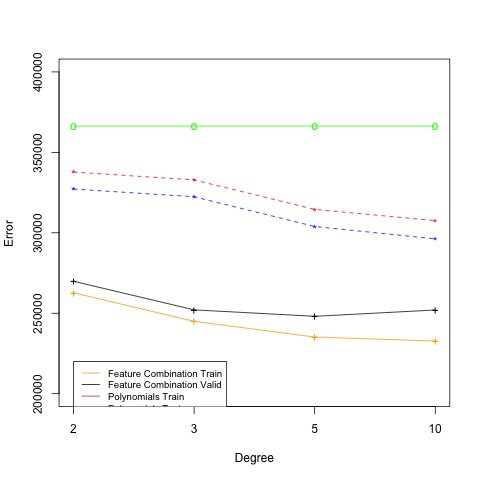 400000
350000
300000
250000
200000
Error
Feature Combination Train
Feature Combination Valid
Polynomials Train
2
3
5
10
Degree